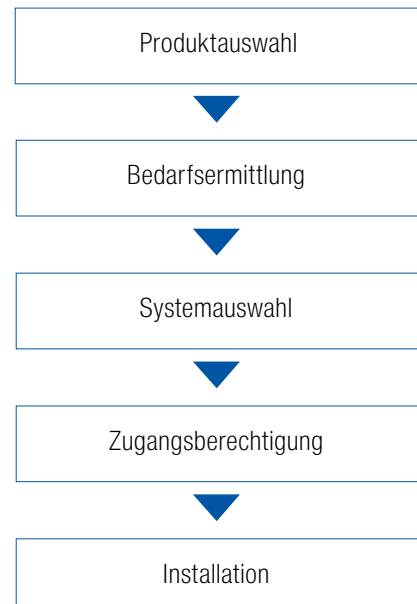 Produktauswahl
Bedarfsermittlung
Systemauswahl
Zugangsberechtigung
Installation